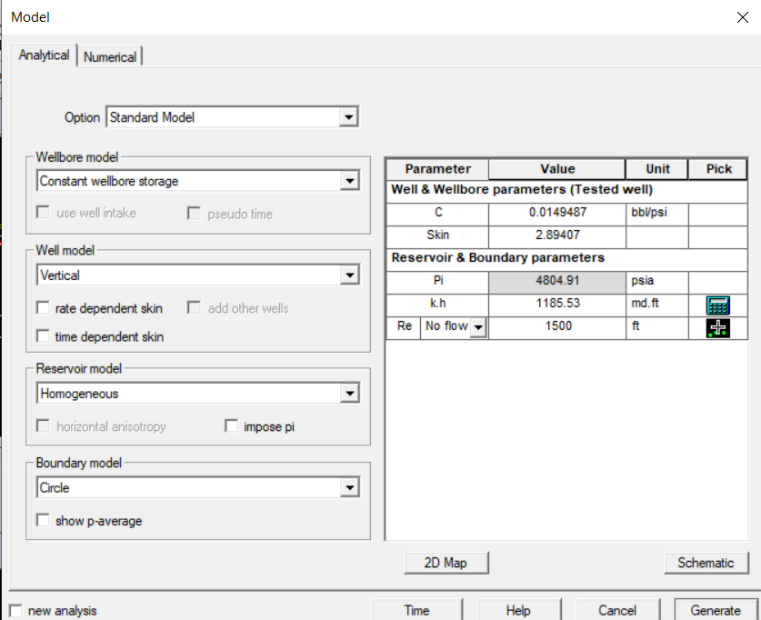 Model
Analytical
Numerical
Option Standard Model
Wellbore model
Constant wellbore storage
use well intake pseudo time
Well model
Vertical
rate dependent skin add other wells
time dependent skin
Reservoir model
Homogeneous
horizontal anisotropy impose pi
Boundary model
Circle
show p-average
Parameter Value Unit Pick
Well & Wellbore parameters (Tested well)
C 0.0149487 bbl/psi
Skin 2.89407
Reservoir & Boundary parameters
Pi 4804.91 psia
k.h 1185.53 md.ft
Re No flow 1500 ft
2D Map Schematic
new analysis Time Help Cancel Generate